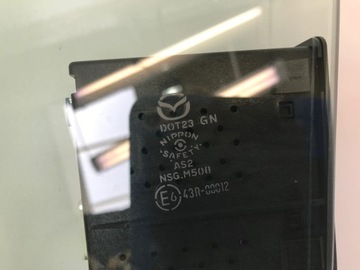 DOT23 GN
NIPPON
SAFETY
AS2
NSG.M500
E6 43R-00012